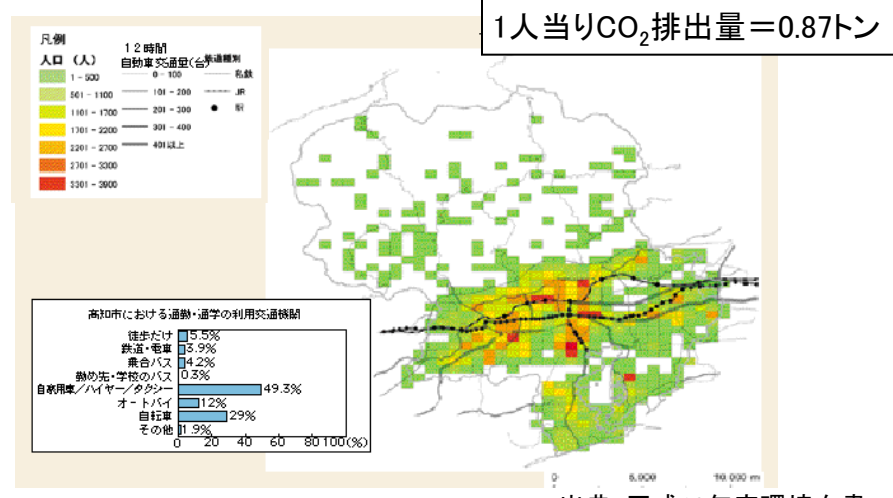 1人当りCO₂排出量＝0.87トン
凡例
人口 (人)
1 - 500
501 - 1100
1101 - 1700
1701 - 2200
2201 - 2700
2701 - 3300
3301 - 3900
12時間
自動車交通量(台)
0 - 100
101 - 200
201 - 300
301 - 400
401以上
鉄道種別
私鉄
JR
駅
高知市における通勤・通学の利用交通機関
徒歩だけ 5.5%
鉄道・電車 3.9%
乗合バス 4.2%
勤め先・学校のバス 0.3%
自家用車／ハイヤー／タクシー 49.3%
オートバイ 12%
自転車 29%
その他 1.9%
0 20 40 60 80 100(%)
0 5,000 10,000 m